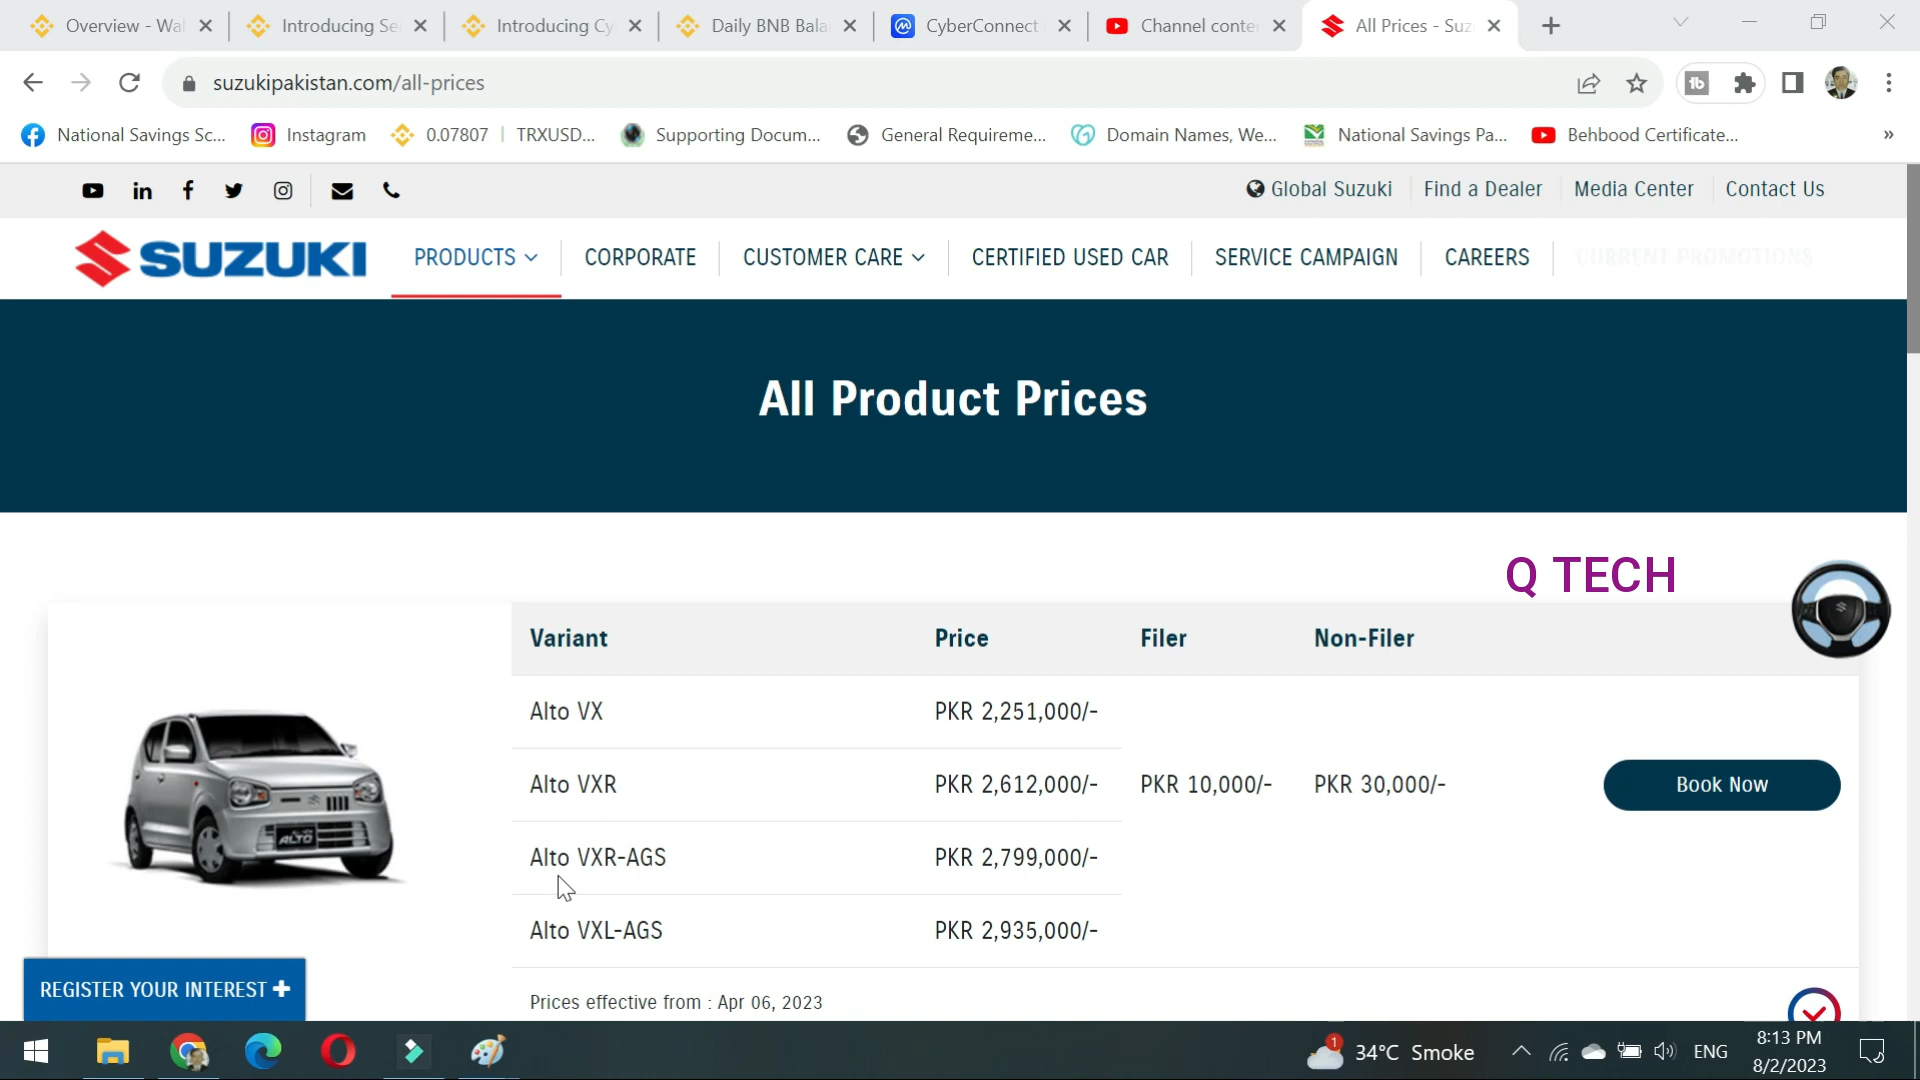 Overview - Wal
Introducing Se
Introducing Cy
Daily BNB Bala
CyberConnect
Channel conte
All Prices - Suz
suzukipakistan.com/all-prices
National Savings Sc...
Instagram
0.07807 | TRXUSD...
Supporting Docum...
General Requireme...
Domain Names, We...
National Savings Pa...
Behbood Certificate...
»
Global Suzuki
Find a Dealer
Media Center
Contact Us
SUZUKI
PRODUCTS
CORPORATE
CUSTOMER CARE
CERTIFIED USED CAR
SERVICE CAMPAIGN
CAREERS
CURRENT PROMOTIONS
All Product Prices
Q TECH
Variant Price Filer Non-Filer
Alto VX PKR 2,251,000/-
Alto VXR PKR 2,612,000/- PKR 10,000/- PKR 30,000/- Book Now
Alto VXR-AGS PKR 2,799,000/-
Alto VXL-AGS PKR 2,935,000/-
ALTO
REGISTER YOUR INTEREST +
Prices effective from : Apr 06, 2023
1
34°C Smoke
ENG
8:13 PM
8/2/2023